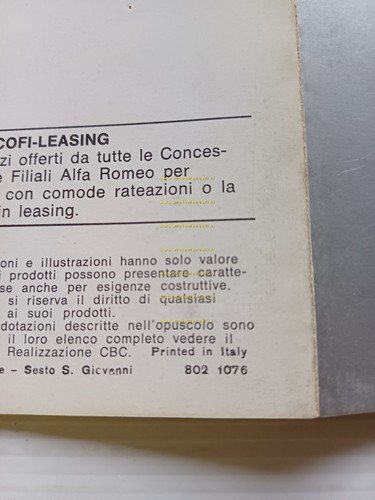 COFI-LEASING
zi offerti da tutte le Conces-
e Filiali Alfa Romeo per
con comode rateazioni o la
in leasing.
oni e illustrazioni hanno solo valore
i prodotti possono presentare caratte-
se anche per esigenze costruttive.
si riserva il diritto di qualsiasi
ai suoi prodotti.
dotazioni descritte nell'opuscolo sono
il loro elenco completo vedere il
Realizzazione CBC. Printed in Italy
e - Sesto S. Giovanni 802 1076